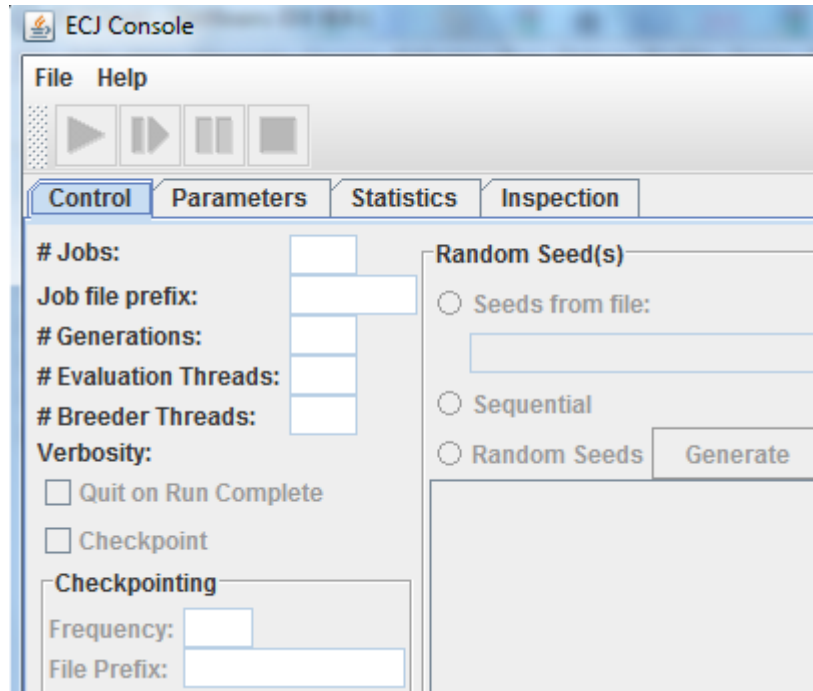 ECJ Console
File Help
Control Parameters Statistics Inspection
# Jobs:
Job file prefix:
# Generations:
# Evaluation Threads:
# Breeder Threads:
Verbosity:
Quit on Run Complete
Checkpoint
Checkpointing
Frequency:
File Prefix:
Random Seed(s)
Seeds from file:
Sequential
Random Seeds Generate